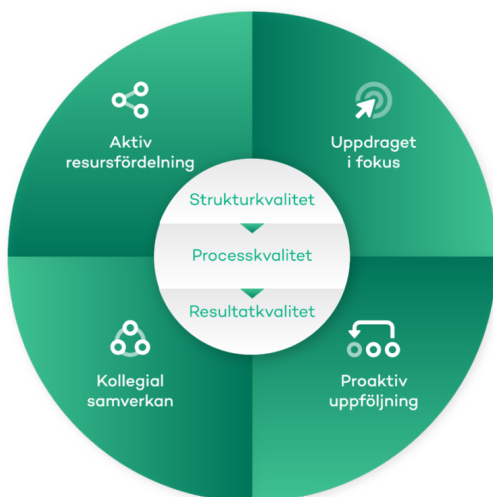 Aktiv
resursfördelning
Uppdraget
i fokus
Strukturkvalitet
Processkvalitet
Resultatkvalitet
Kollegial
samverkan
Proaktiv
uppföljning